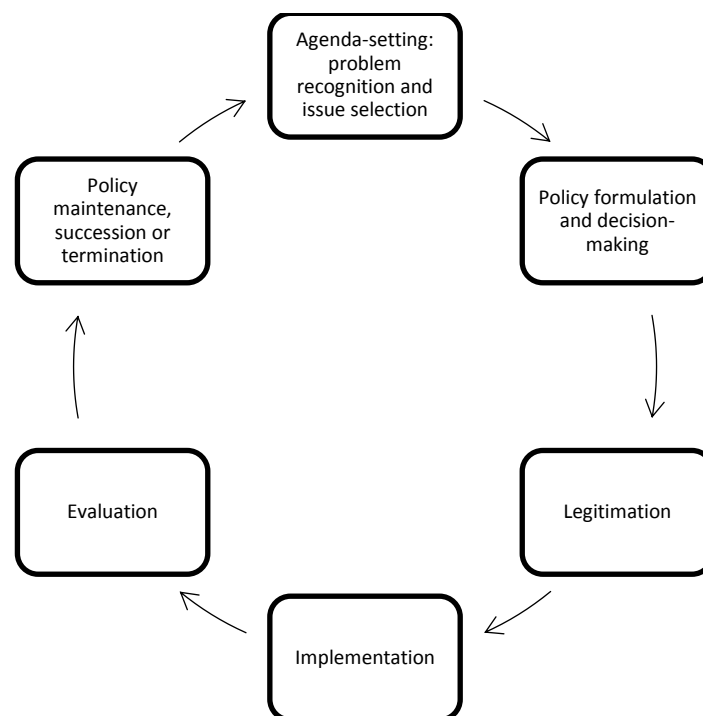 Agenda-setting:
problem
recognition and
issue selection
Policy formulation
and decision-
making
Legitimation
Implementation
Evaluation
Policy
maintenance,
succession or
termination